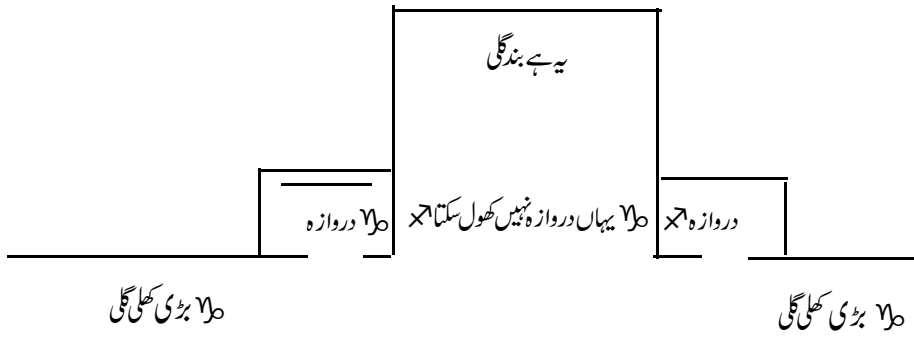 یہ ہے بند گلی
دروازہ ♐ ♑ یہاں دروازہ نہیں کھول سکتا ♐ ♑ دروازہ
♑ بڑی کھلی گلی ♑ بڑی کھلی گلی